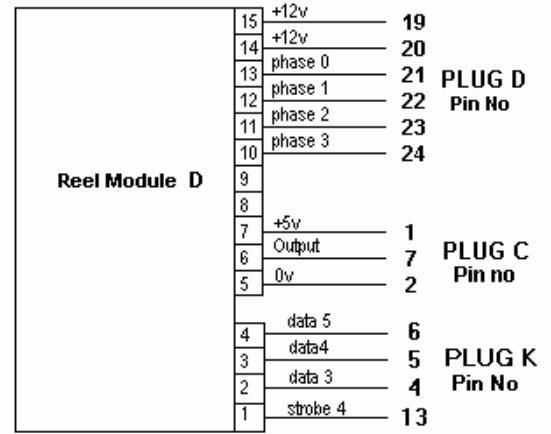 15 +12v 19
14 +12v 20
13 phase 0 21 PLUG D
12 phase 1 22 Pin No
11 phase 2 23
10 phase 3 24
Reel Module D 9
8
7 +5v 1 PLUG C
6 Output 7 Pin no
5 0v 2
4 data 5 6
3 data4 5 PLUG K
2 data 3 4 Pin No
1 strobe 4 13